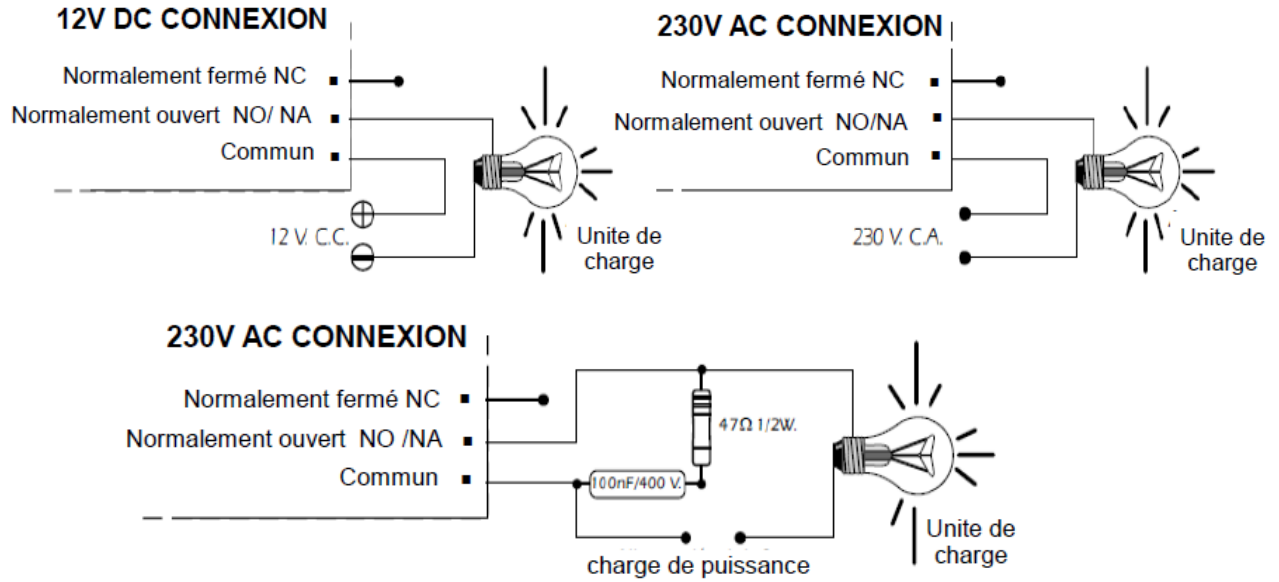 12V DC CONNEXION
Normalement fermé NC
Normalement ouvert NO/ NA
Commun
12 V. C.C.
Unite de
charge
230V AC CONNEXION
Normalement fermé NC
Normalement ouvert NO/NA
Commun
230 V. C.A.
Unite de
charge
230V AC CONNEXION
Normalement fermé NC
Normalement ouvert NO /NA
Commun
47Ω 1/2W.
100nF/400 V.
charge de puissance
Unite de
charge